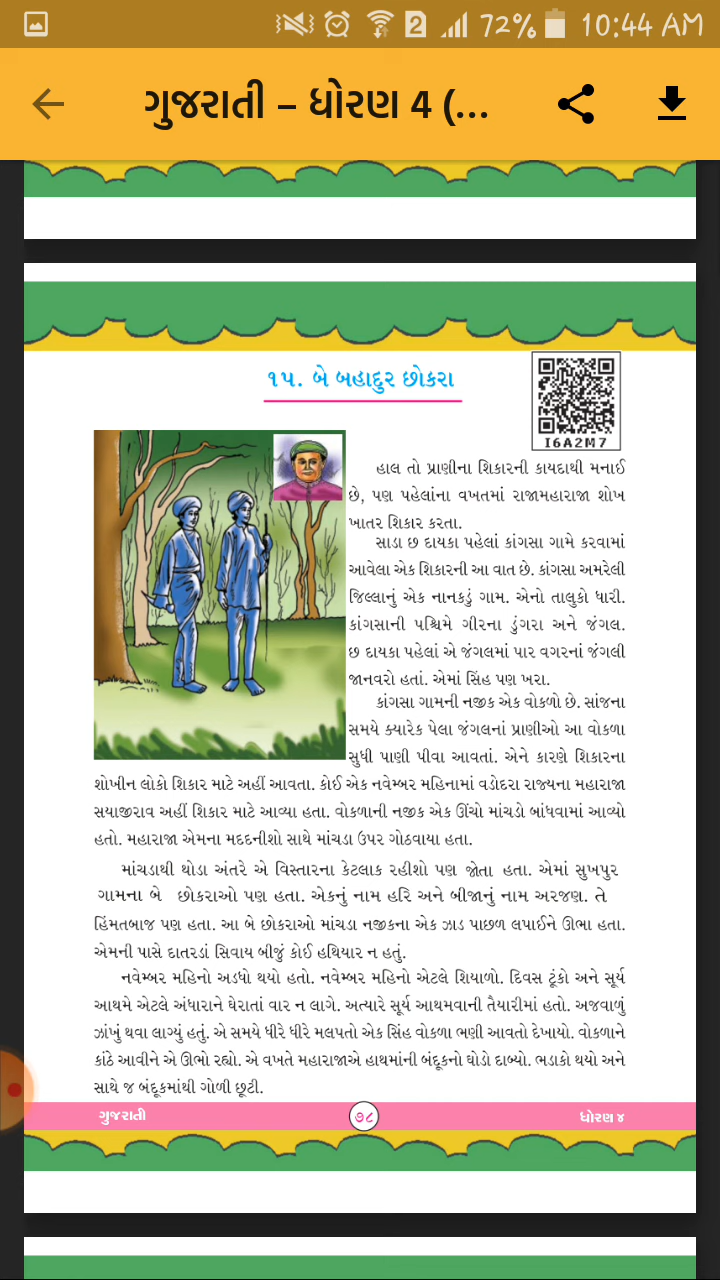 72% 2 10:44 AM
ગુજરાતી – ધોરણ 4 (...
૧૫. બે બહાદુર છોકરા
I6A2M7
હાલ તો પ્રાણીના શિકારની કાયદાથી મનાઈ
છે, પણ પહેલાંના વખતમાં રાજામહારાજા શોખ
ખાતર શિકાર કરતા.
સાડા છ દાયકા પહેલાં કાંગસા ગામે કરવામાં
આવેલા એક શિકારની આ વાત છે. કાંગસા અમરેલી
જિલ્લાનું એક નાનકડું ગામ. એનો તાલુકો ધારી.
કાંગસાની પશ્ચિમે ગીરના ડુંગરા અને જંગલ.
છ દાયકા પહેલાં એ જંગલમાં પાર વગરનાં જંગલી
જાનવરો હતાં. એમાં સિંહ પણ ખરા.
કાંગસા ગામની નજીક એક વોકળો છે. સાંજના
સમયે ક્યારેક પેલા જંગલનાં પ્રાણીઓ આ વોકળા
સુધી પાણી પીવા આવતાં. એને કારણે શિકારના
શોખીન લોકો શિકાર માટે અહીં આવતા. કોઈ એક નવેમ્બર મહિનામાં વડોદરા રાજ્યના મહારાજા
સયાજીરાવ અહીં શિકાર માટે આવ્યા હતા. વોકળાની નજીક એક ઊંચો માંચડો બાંધવામાં આવ્યો
હતો. મહારાજા એમના મદદનીશો સાથે માંચડા ઉપર ગોઠવાયા હતા.
માંચડાથી થોડા અંતરે એ વિસ્તારના કેટલાક રહીશો પણ જોતા હતા. એમાં સુખપુર
ગામના બે છોકરાઓ પણ હતા. એકનું નામ હરિ અને બીજાનું નામ અરજણ. તે
હિંમતબાજ પણ હતા. આ બે છોકરાઓ માંચડા નજીકના એક ઝાડ પાછળ લપાઈને ઊભા હતા.
એમની પાસે દાતરડાં સિવાય બીજું કોઈ હથિયાર ન હતું.
નવેમ્બર મહિનો અડધો થયો હતો. નવેમ્બર મહિનો એટલે શિયાળો. દિવસ ટૂંકો અને સૂર્ય
આથમે એટલે અંધારાને ઘેરાતાં વાર ન લાગે. અત્યારે સૂર્ય આથમવાની તૈયારીમાં હતો. અજવાળું
ઝાંખું થવા લાગ્યું હતું. એ સમયે ધીરે ધીરે મલપતો એક સિંહ વોકળા ભણી આવતો દેખાયો. વોકળાને
કાંઠે આવીને એ ઊભો રહ્યો. એ વખતે મહારાજાએ હાથમાંની બંદૂકનો ઘોડો દાબ્યો. ભડાકો થયો અને
સાથે જ બંદૂકમાંથી ગોળી છૂટી.
ગુજરાતી ૭૮ ધોરણ ૪